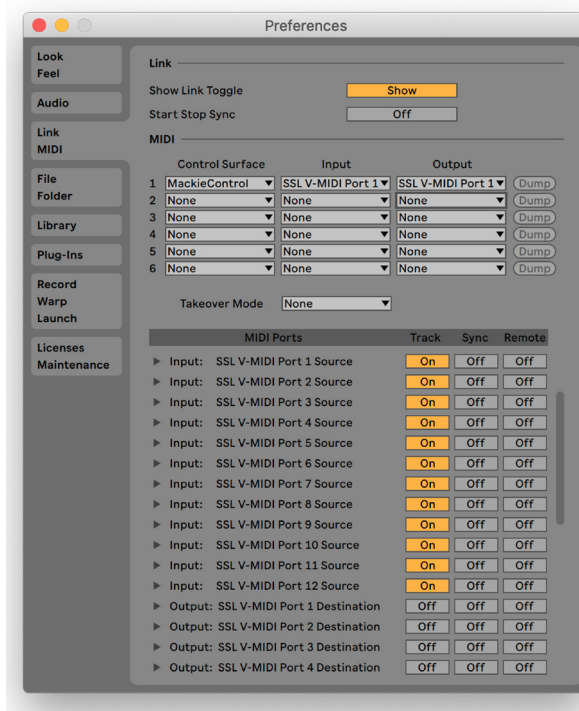 Preferences
Look
Feel
Audio
Link
MIDI
File
Folder
Library
Plug-Ins
Record
Warp
Launch
Licenses
Maintenance
Link
Show Link Toggle Show
Start Stop Sync Off
MIDI
Control Surface Input Output
1 MackieControl SSL V-MIDI Port 1 SSL V-MIDI Port 1 Dump
2 None None None Dump
3 None None None Dump
4 None None None Dump
5 None None None Dump
6 None None None Dump
Takeover Mode None
MIDI Ports Track Sync Remote
Input: SSL V-MIDI Port 1 Source On Off Off
Input: SSL V-MIDI Port 2 Source On Off Off
Input: SSL V-MIDI Port 3 Source On Off Off
Input: SSL V-MIDI Port 4 Source On Off Off
Input: SSL V-MIDI Port 5 Source On Off Off
Input: SSL V-MIDI Port 6 Source On Off Off
Input: SSL V-MIDI Port 7 Source On Off Off
Input: SSL V-MIDI Port 8 Source On Off Off
Input: SSL V-MIDI Port 9 Source On Off Off
Input: SSL V-MIDI Port 10 Source On Off Off
Input: SSL V-MIDI Port 11 Source On Off Off
Input: SSL V-MIDI Port 12 Source On Off Off
Output: SSL V-MIDI Port 1 Destination Off Off Off
Output: SSL V-MIDI Port 2 Destination Off Off Off
Output: SSL V-MIDI Port 3 Destination Off Off Off
Output: SSL V-MIDI Port 4 Destination Off Off Off